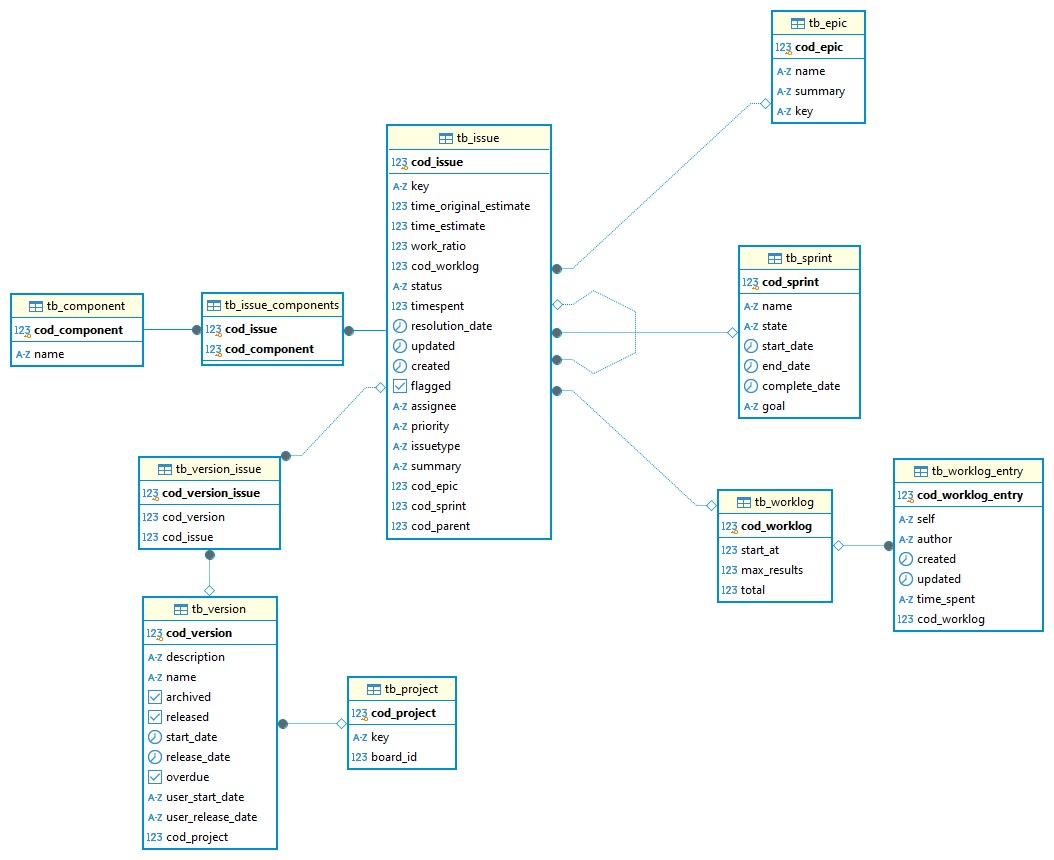 tb_epic
123 cod_epic
A-Z name
A-Z summary
A-Z key
tb_issue
123 cod_issue
A-Z key
123 time_original_estimate
123 time_estimate
123 work_ratio
123 cod_worklog
A-Z status
123 timespent
resolution_date
updated
created
flagged
A-Z assignee
A-Z priority
A-Z issuetype
A-Z summary
123 cod_epic
123 cod_sprint
123 cod_parent
tb_sprint
123 cod_sprint
A-Z name
A-Z state
start_date
end_date
complete_date
A-Z goal
tb_component
123 cod_component
A-Z name
tb_issue_components
123 cod_issue
123 cod_component
tb_version_issue
123 cod_version_issue
123 cod_version
123 cod_issue
tb_worklog
123 cod_worklog
123 start_at
123 max_results
123 total
tb_worklog_entry
123 cod_worklog_entry
A-Z self
A-Z author
created
updated
A-Z time_spent
123 cod_worklog
tb_version
123 cod_version
A-Z description
A-Z name
archived
released
start_date
release_date
overdue
A-Z user_start_date
A-Z user_release_date
123 cod_project
tb_project
123 cod_project
A-Z key
123 board_id